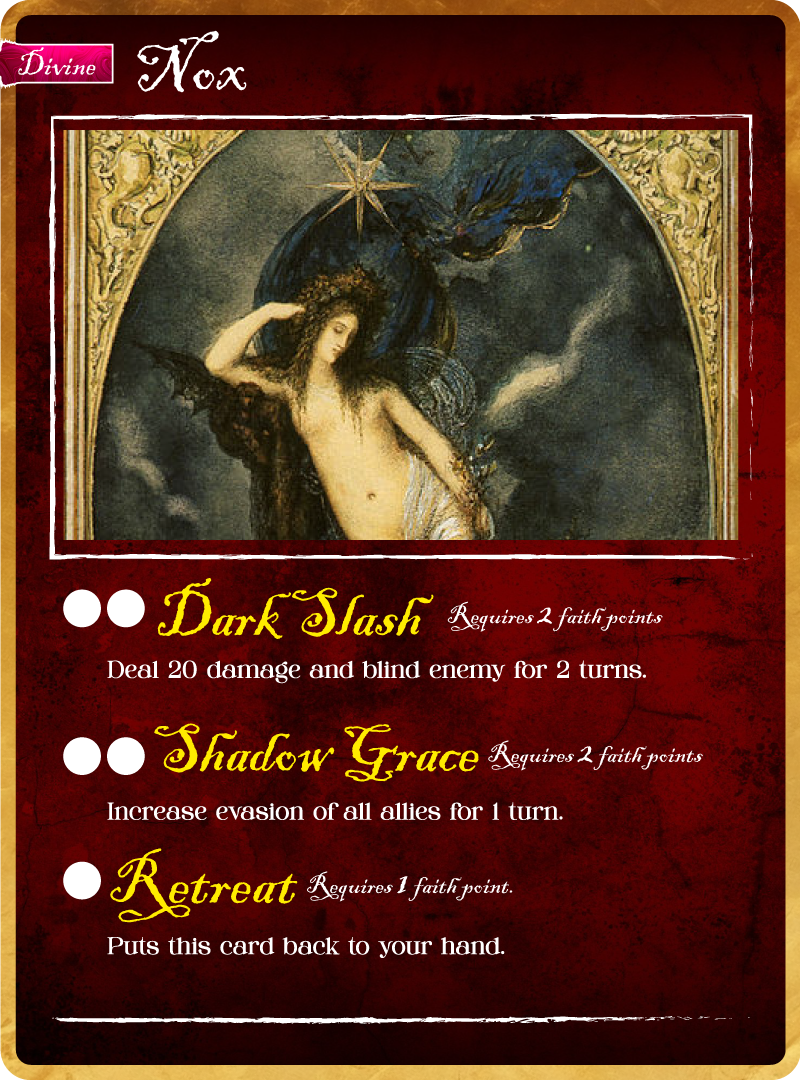 Divine
Nox
Dark Slash Requires 2 faith points
Deal 20 damage and blind enemy for 2 turns.
Shadow Grace Requires 2 faith points
Increase evasion of all allies for 1 turn.
Retreat Requires 1 faith point.
Puts this card back to your hand.